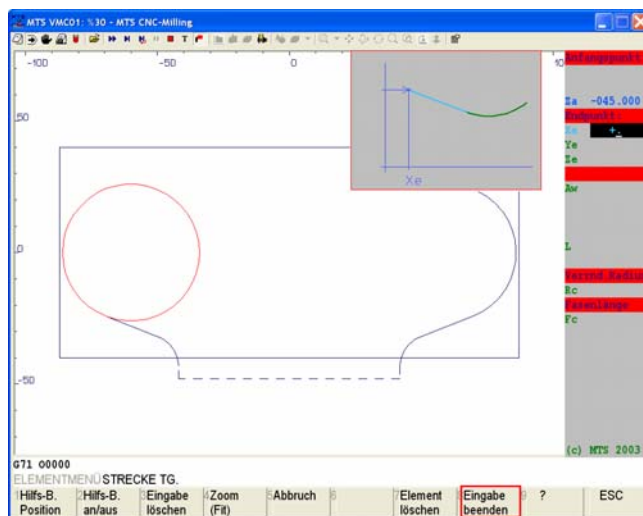 MTS VMC01: %30 - MTS CNC-Milling
-100
-50
0
10
50
0
-50
Xe
Anfangspunkt
Za -045.000
Endpunkt:
Xe +
Ye
Ze
Aw
L
Verrnd.Radius
Rc
Fasenlänge
Fc
(c) MTS 2003
G71 O0000
ELEMENTMENÜ STRECKE TG.
1 Hilfs-B. Position
2 Hilfs-B. an/aus
3 Eingabe löschen
4 Zoom (Fit)
5 Abbruch
6
7 Element löschen
8 Eingabe beenden
9 ?
ESC